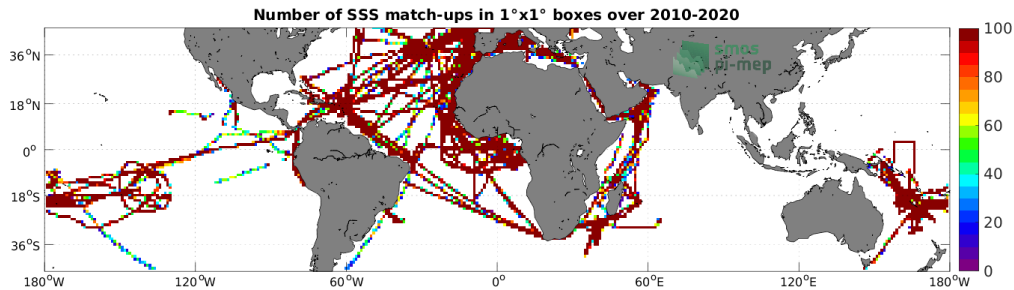 Number of SSS match-ups in 1°x1° boxes over 2010-2020
36°N
18°N
0°
18°S
36°S
180°W 120°W 60°W 0° 60°E 120°E 180°W
100
80
60
40
20
0
smos
pi-mep